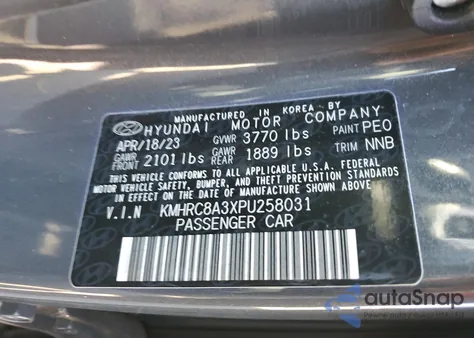 MANUFACTURED IN KOREA BY
HYUNDAI MOTOR COMPANY
APR/18/23 GVWR 3770 lbs PAINT PEO
GAWR FRONT 2101 lbs GAWR REAR 1889 lbs TRIM NNB
THIS VEHICLE CONFORMS TO ALL APPLICABLE U.S. FEDERAL
MOTOR VEHICLE SAFETY, BUMPER, AND THEFT PREVENTION STANDARDS
IN EFFECT ON THE DATE OF MANUFACTURE SHOWN ABOVE.
V.I.N KMHRC8A3XPU258031
PASSENGER CAR
autoSnap